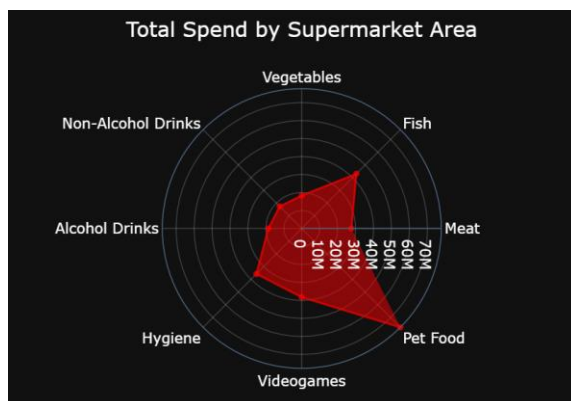 Total Spend by Supermarket Area
Vegetables
Non-Alcohol Drinks
Fish
Alcohol Drinks
Meat
0
10M
20M
30M
40M
50M
60M
70M
Hygiene
Pet Food
Videogames